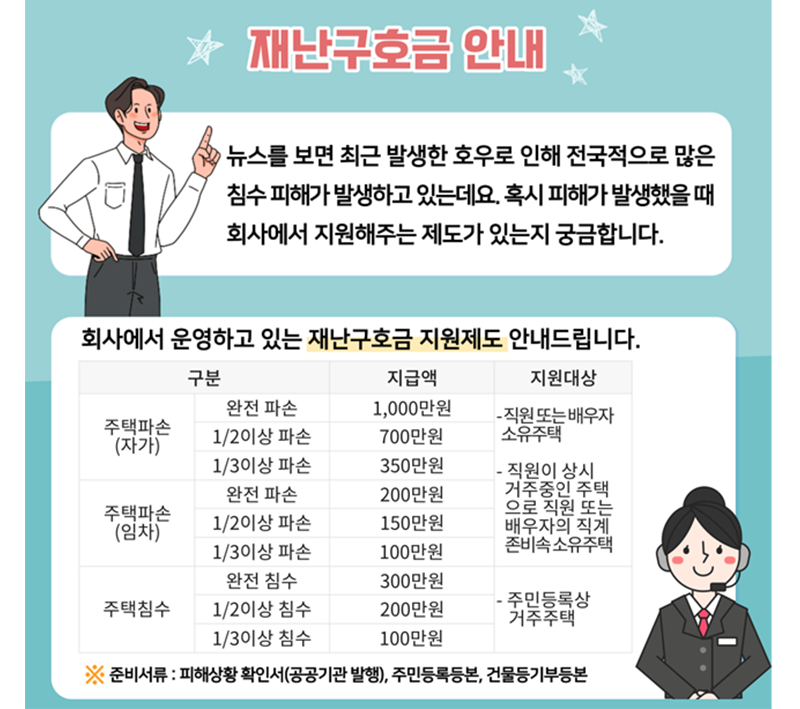 재난구호금 안내
뉴스를 보면 최근 발생한 호우로 인해 전국적으로 많은
침수 피해가 발생하고 있는데요. 혹시 피해가 발생했을 때
회사에서 지원해주는 제도가 있는지 궁금합니다.
회사에서 운영하고 있는 재난구호금 지원제도 안내드립니다.
구분 지급액 지원대상
주택파손
(자가)
완전 파손 1,000만원
1/2이상 파손 700만원
1/3이상 파손 350만원
주택파손
(임차)
완전 파손 200만원
1/2이상 파손 150만원
1/3이상 파손 100만원
- 직원 또는 배우자
소유주택
- 직원이 상시
거주중인 주택
으로 직원 또는
배우자의 직계
존비속 소유주택
주택침수
완전 침수 300만원
1/2이상 침수 200만원
1/3이상 침수 100만원
- 주민등록상
거주주택
※ 준비서류 : 피해상황 확인서(공공기관 발행), 주민등록등본, 건물등기부등본